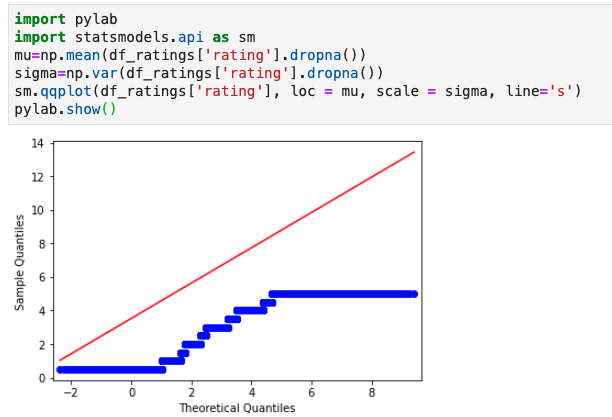 import pylab
import statsmodels.api as sm
mu=np.mean(df_ratings['rating'].dropna())
sigma=np.var(df_ratings['rating'].dropna())
sm.qqplot(df_ratings['rating'], loc = mu, scale = sigma, line='s')
pylab.show()
14
12
10
8
6
4
2
0
Sample Quantiles
−2 0 2 4 6 8
Theoretical Quantiles